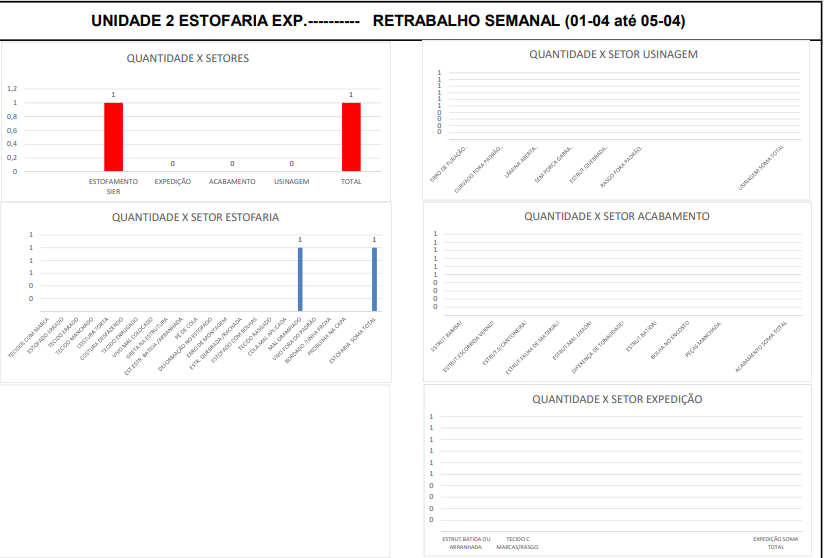 UNIDADE 2 ESTOFARIA EXP.---------- RETRABALHO SEMANAL (01-04 até 05-04)
QUANTIDADE X SETORES
1,2
1
0,8
0,6
0,4
0,2
0
1
0
0
0
1
ESTOFAMENTO SIER
EXPEDIÇÃO
ACABAMENTO
USINAGEM
TOTAL
QUANTIDADE X SETOR USINAGEM
1
1
1
1
1
1
0
0
0
0
ERRO DE FURAÇÃO..
CURVADO FORA PADRÃO..
LÂMINA ABERTA..
SEM PORCA GARRA..
ESTRUT QUEBRADA..
RASGO FORA PADRÃO..
USINAGEM SOMA TOTAL
QUANTIDADE X SETOR ESTOFARIA
1
1
1
1
0
0
1
1
TECIDOS COM MARCA
ESTOFADO ERRADO
TECIDO ERRADO
TECIDO MANCHADO
COSTURA TORTA
COSTURA DESFAZENDO
TECIDO ENRUGADO
VIVO MAL COLOCADO
GRETA NA ESTRUTURA
EST.ESTR. BATIDA /ARRANHADA
PÉ DE COLA
DEFORMAÇÃO NO ESTOFADO
ERRO DE MONTAGEM
ESTR. QUEBRADA /RACHADA
ESTOFADO COM BOLHAS
TECIDO RASGADO
COLA MAL APLICADA
MAL GRAMPEADO
VIVO FORA DO PADRÃO
BORDADO /LINHA FROXA
PROBLEMA NA CAPA
ESTOFARIA SOMA TOTAL
QUANTIDADE X SETOR ACABAMENTO
1
1
1
1
1
1
0
0
0
0
ESTRUT.BAMBA!
ESTRUT.ESCORRIDA VERNIZ!
ESTRUT.S/CANTONEIRA!
ESTRUT.FALHA DE MATERIAL!
ESTRUT.MAL LIXADA!
DIFERENÇA DE TONALIDADE!
ESTRUT.BATIDA!
BOLHA NO ENCOSTO
PEÇAS MANCHADA.
ACABAMENTO SOMA TOTAL
QUANTIDADE X SETOR EXPEDIÇÃO
1
1
1
1
1
1
0
0
0
0
ESTRUT.BATIDA OU
ARRANHADA.
TECIDO C
MARCAS/RASGO.
EXPEDIÇÃO SOMA
TOTAL